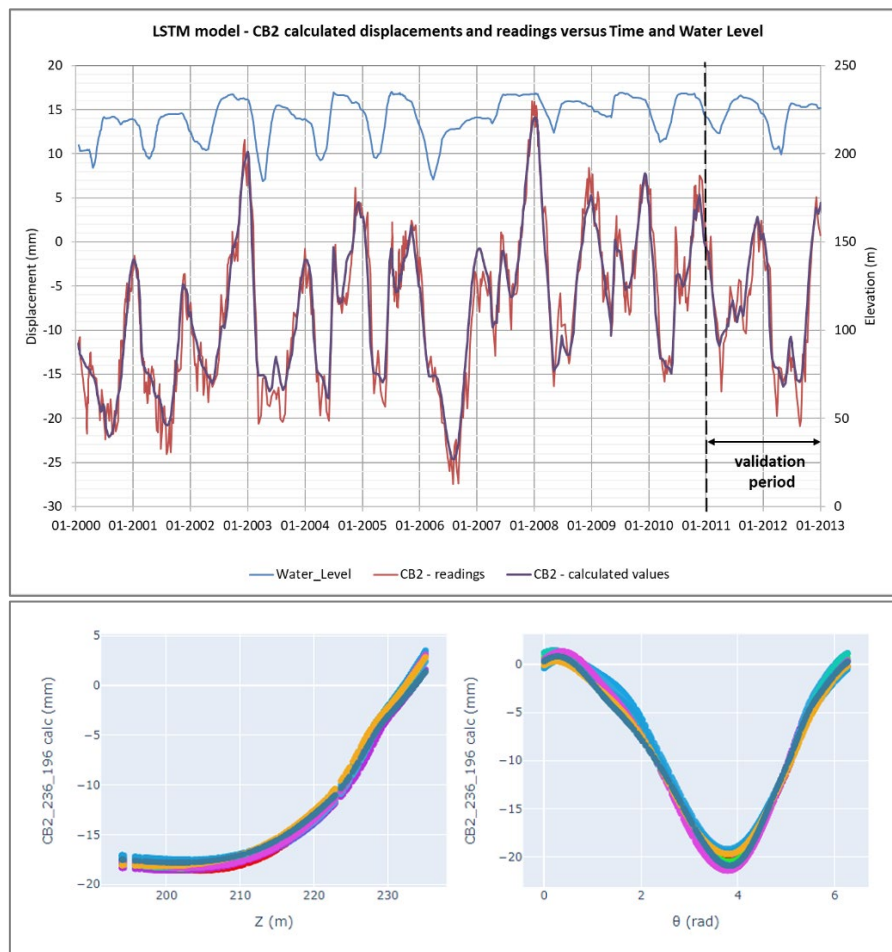 LSTM model - CB2 calculated displacements and readings versus Time and Water Level
20
15
10
5
0
-5
-10
-15
-20
-25
-30
Displacement (mm)
250
200
150
100
50
0
Elevation (m)
validation
period
01-2000 01-2001 01-2002 01-2003 01-2004 01-2005 01-2006 01-2007 01-2008 01-2009 01-2010 01-2011 01-2012 01-2013
Water_Level CB2 - readings CB2 - calculated values
5
0
−5
−10
−15
−20
CB2_236_196 calc (mm)
200 210 220 230
Z (m)
0
−5
−10
−15
−20
CB2_236_196 calc (mm)
0 2 4 6
θ (rad)